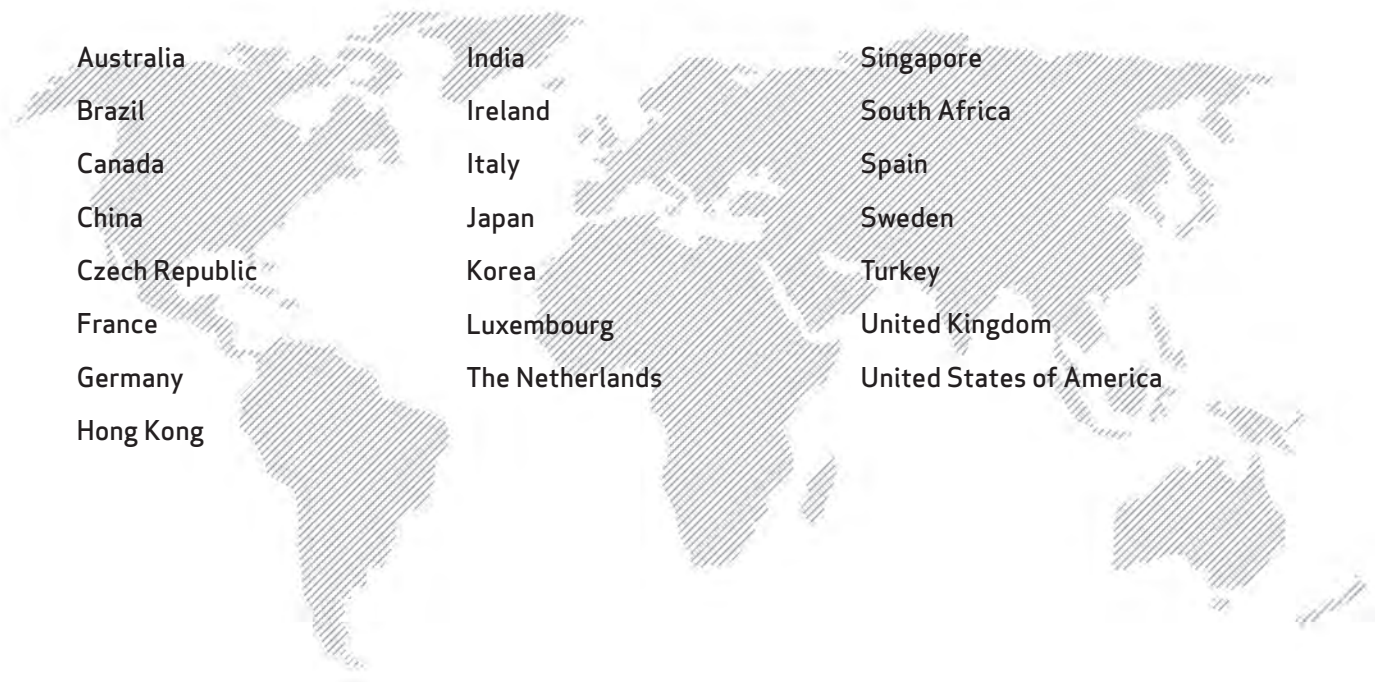 Australia
Brazil
Canada
China
Czech Republic
France
Germany
Hong Kong
India
Ireland
Italy
Japan
Korea
Luxembourg
The Netherlands
Singapore
South Africa
Spain
Sweden
Turkey
United Kingdom
United States of America